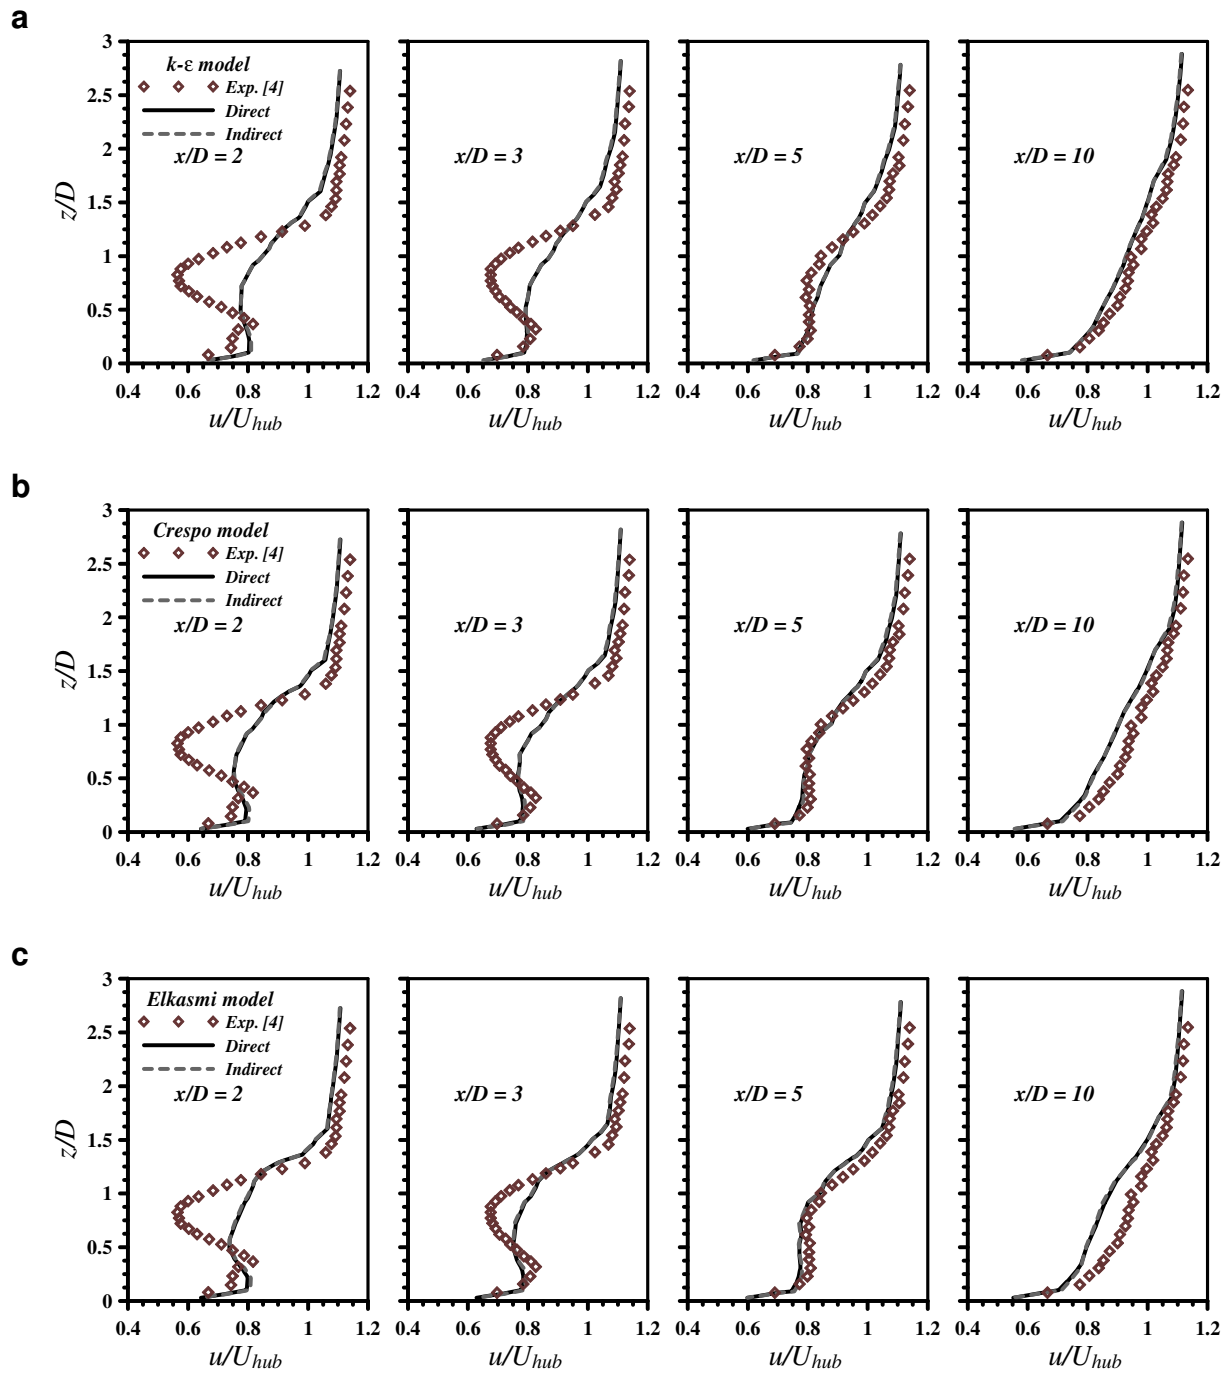 a
k-ε model
Exp. [4]
Direct
Indirect
x/D = 2
x/D = 3
x/D = 5
x/D = 10
3
2.5
2
1.5
1
0.5
0
z/D
0.4 0.6 0.8 1 1.2
0.4 0.6 0.8 1 1.2
0.4 0.6 0.8 1 1.2
0.4 0.6 0.8 1 1.2
u/Uhub
u/Uhub
u/Uhub
u/Uhub
b
Crespo model
Exp. [4]
Direct
Indirect
x/D = 2
x/D = 3
x/D = 5
x/D = 10
3
2.5
2
1.5
1
0.5
0
z/D
0.4 0.6 0.8 1 1.2
0.4 0.6 0.8 1 1.2
0.4 0.6 0.8 1 1.2
0.4 0.6 0.8 1 1.2
u/Uhub
u/Uhub
u/Uhub
u/Uhub
c
Elkasmi model
Exp. [4]
Direct
Indirect
x/D = 2
x/D = 3
x/D = 5
x/D = 10
3
2.5
2
1.5
1
0.5
0
z/D
0.4 0.6 0.8 1 1.2
0.4 0.6 0.8 1 1.2
0.4 0.6 0.8 1 1.2
0.4 0.6 0.8 1 1.2
u/Uhub
u/Uhub
u/Uhub
u/Uhub